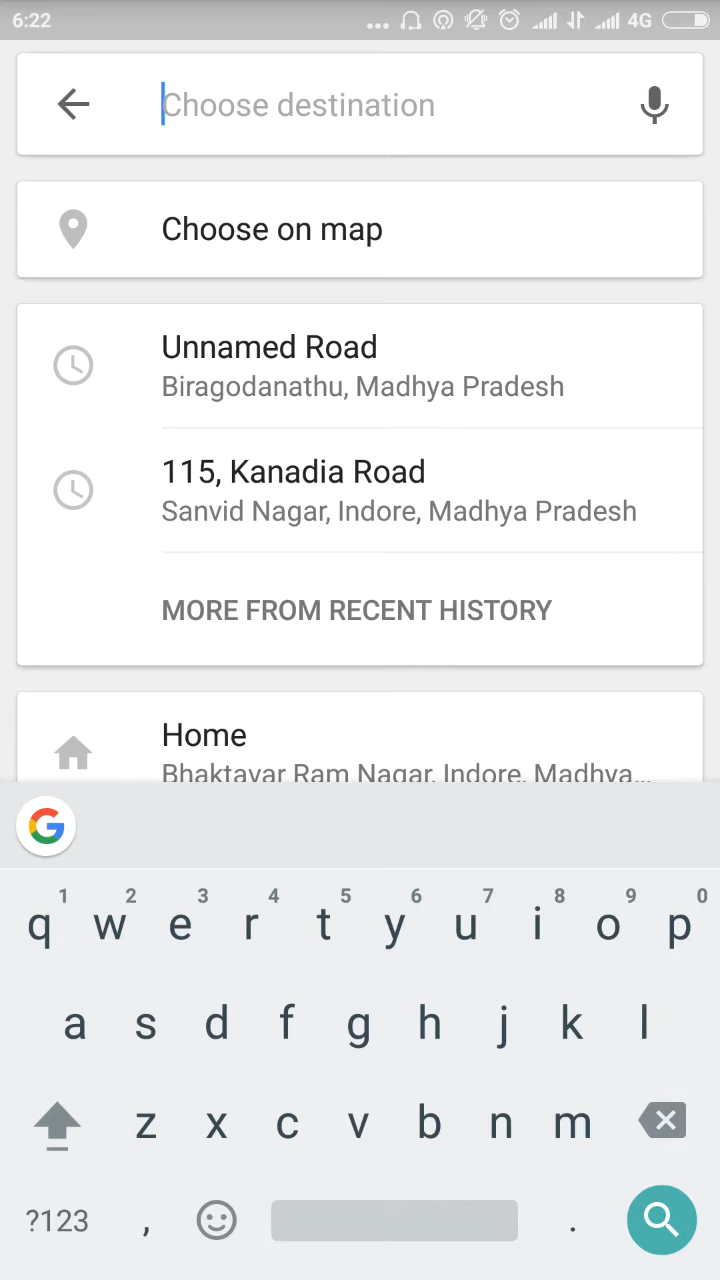 6:22 4G
Choose destination
Choose on map
Unnamed Road
Biragodanathu, Madhya Pradesh
115, Kanadia Road
Sanvid Nagar, Indore, Madhya Pradesh
MORE FROM RECENT HISTORY
Home
Bhaktavar Ram Nagar, Indore, Madhya...
G
1 2 3 4 5 6 7 8 9 0
q w e r t y u i o p
a s d f g h j k l
z x c v b n m
?123 , .